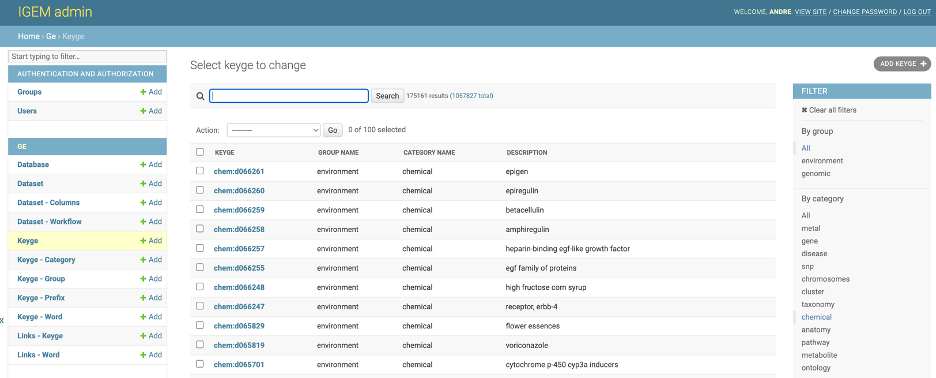 IGEM admin
WELCOME, ANDRE. VIEW SITE / CHANGE PASSWORD / LOG OUT
Home › Ge › Keyge
Start typing to filter...
AUTHENTICATION AND AUTHORIZATION
Groups + Add
Users + Add
GE
Database + Add
Dataset + Add
Dataset - Columns + Add
Dataset - Workflow + Add
Keyge + Add
Keyge - Category + Add
Keyge - Group + Add
Keyge - Prefix + Add
Keyge - Word + Add
Links - Keyge + Add
Links - Word + Add
Select keyge to change
ADD KEYGE +
Search 175161 results (1057827 total)
Action: --------- Go 0 of 100 selected
KEYGE GROUP NAME CATEGORY NAME DESCRIPTION
chem:d066261 environment chemical epigen
chem:d066260 environment chemical epiregulin
chem:d066259 environment chemical betacellulin
chem:d066258 environment chemical amphiregulin
chem:d066257 environment chemical heparin-binding egf-like growth factor
chem:d066255 environment chemical egf family of proteins
chem:d066248 environment chemical high fructose corn syrup
chem:d066247 environment chemical receptor, erbb-4
chem:d065829 environment chemical flower essences
chem:d065819 environment chemical voriconazole
chem:d065701 environment chemical cytochrome p-450 cyp3a inducers
FILTER
✖ Clear all filters
By group
All
environment
genomic
By category
All
metal
gene
disease
snp
chromosomes
cluster
taxonomy
chemical
anatomy
pathway
metabolite
ontology